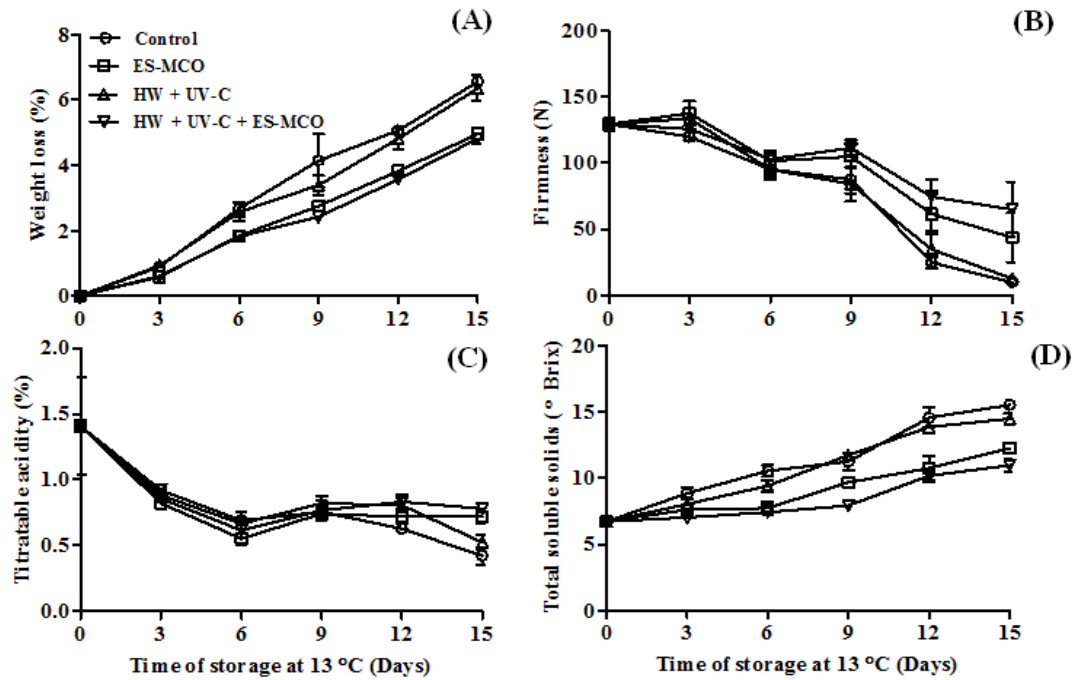 (A)
Weight loss (%)
8
6
4
2
0
Control
ES-MCO
HW + UV-C
HW + UV-C + ES-MCO
0 3 6 9 12 15
(B)
Firmness (N)
200
150
100
50
0
0 3 6 9 12 15
(C)
Titratable acidity (%)
2.0
1.5
1.0
0.5
0.0
0 3 6 9 12 15
Time of storage at 13 °C (Days)
(D)
Total soluble solids (° Brix)
20
15
10
5
0
0 3 6 9 12 15
Time of storage at 13 °C (Days)